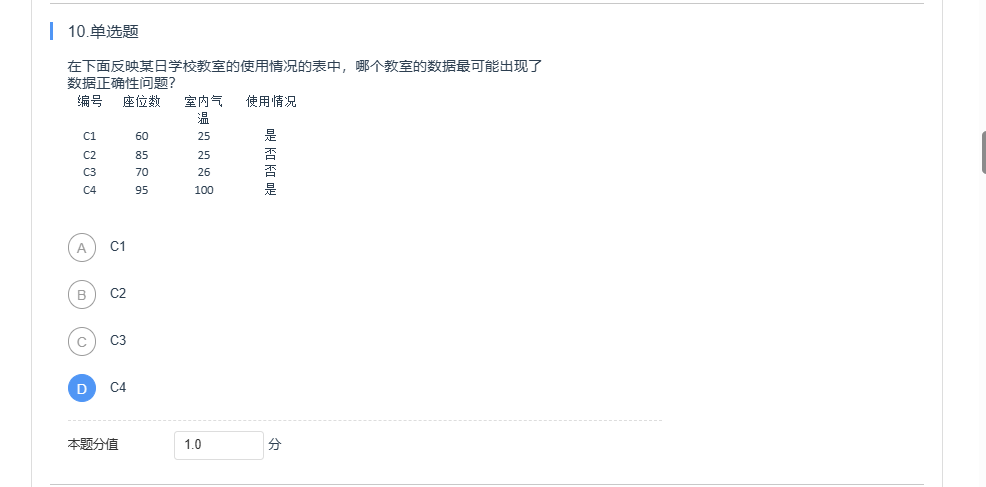 10.单选题
在下面反映某日学校教室的使用情况的表中，哪个教室的数据最可能出现了
数据正确性问题？
编号 座位数 室内气温 使用情况
C1 60 25 是
C2 85 25 否
C3 70 26 否
C4 95 100 是
A C1
B C2
C C3
D C4
本题分值 1.0 分